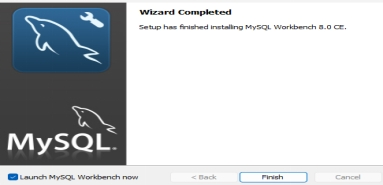 Wizard Completed
Setup has finished installing MySQL Workbench 8.0 CE.
MySQL.
Launch MySQL Workbench now
< Back
Finish
Cancel